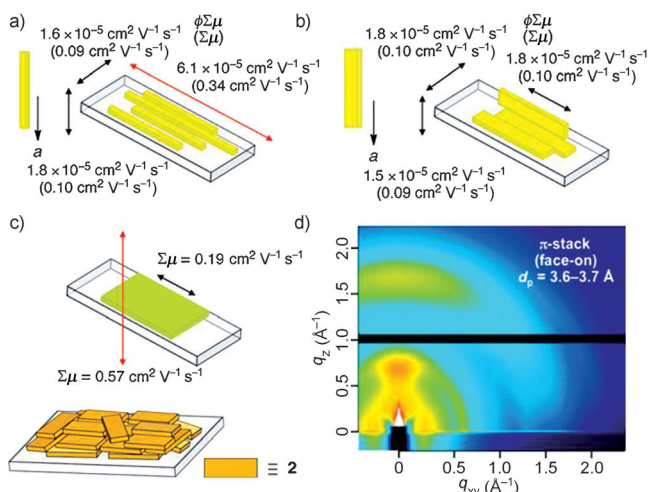 a)
ϕΣμ
(Σμ)
1.6 × 10⁻⁵ cm² V⁻¹ s⁻¹
(0.09 cm² V⁻¹ s⁻¹)
6.1 × 10⁻⁵ cm² V⁻¹ s⁻¹
(0.34 cm² V⁻¹ s⁻¹)
a
1.8 × 10⁻⁵ cm² V⁻¹ s⁻¹
(0.10 cm² V⁻¹ s⁻¹)
b)
ϕΣμ
(Σμ)
1.8 × 10⁻⁵ cm² V⁻¹ s⁻¹
(0.10 cm² V⁻¹ s⁻¹)
1.8 × 10⁻⁵ cm² V⁻¹ s⁻¹
(0.10 cm² V⁻¹ s⁻¹)
a
1.5 × 10⁻⁵ cm² V⁻¹ s⁻¹
(0.09 cm² V⁻¹ s⁻¹)
c)
Σμ = 0.19 cm² V⁻¹ s⁻¹
Σμ = 0.57 cm² V⁻¹ s⁻¹
≡ 2
d)
π-stack
(face-on)
dₚ = 3.6–3.7 Å
2.0
1.5
1.0
0.5
0
q_z (Å⁻¹)
0 0.5 1.0 1.5 2.0
q_xy (Å⁻¹)